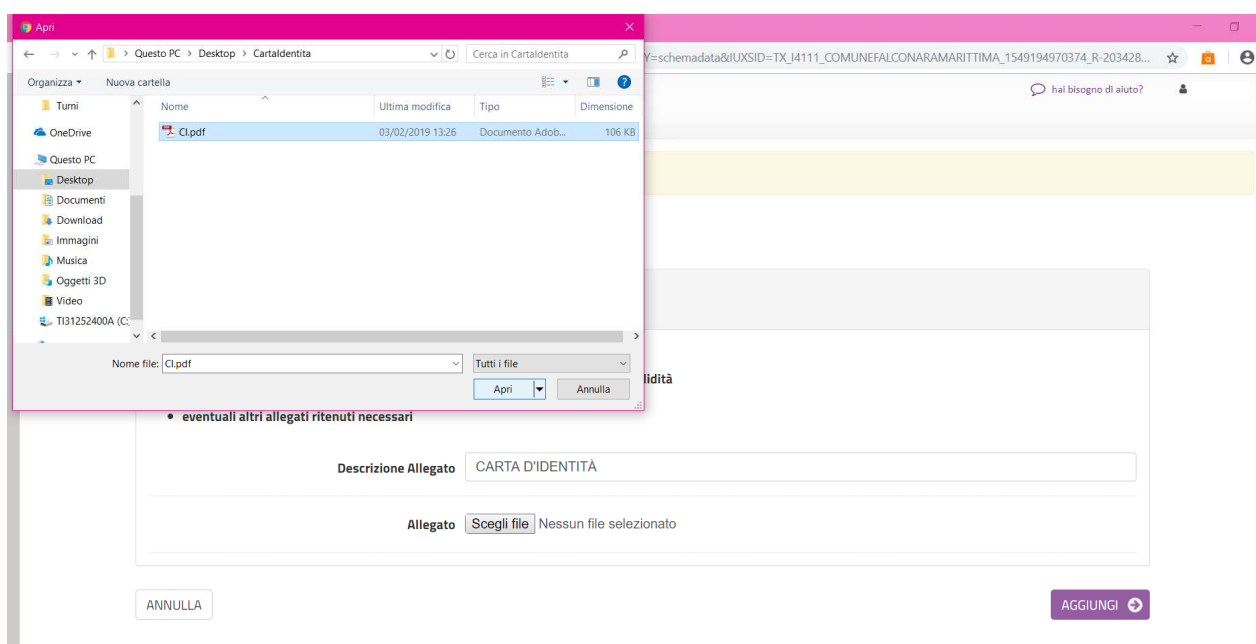 Apri
Questo PC > Desktop > CartaIdentita
Cerca in CartaIdentita
Y=schemadata&IUXSID=TX_I4111_COMUNEFALCONARAMARITTIMA_1549194970374_R-203428...
Organizza
Nuova cartella
hai bisogno di aiuto?
Turni
OneDrive
Questo PC
Desktop
Documenti
Download
Immagini
Musica
Oggetti 3D
Video
TI31252400A (C:
Nome Ultima modifica Tipo Dimensione
CI.pdf 03/02/2019 13:26 Documento Adob... 106 KB
Nome file: CI.pdf
Tutti i file
Apri
Annulla
lidità
• eventuali altri allegati ritenuti necessari
Descrizione Allegato CARTA D'IDENTITÀ
Allegato Scegli file Nessun file selezionato
ANNULLA
AGGIUNGI